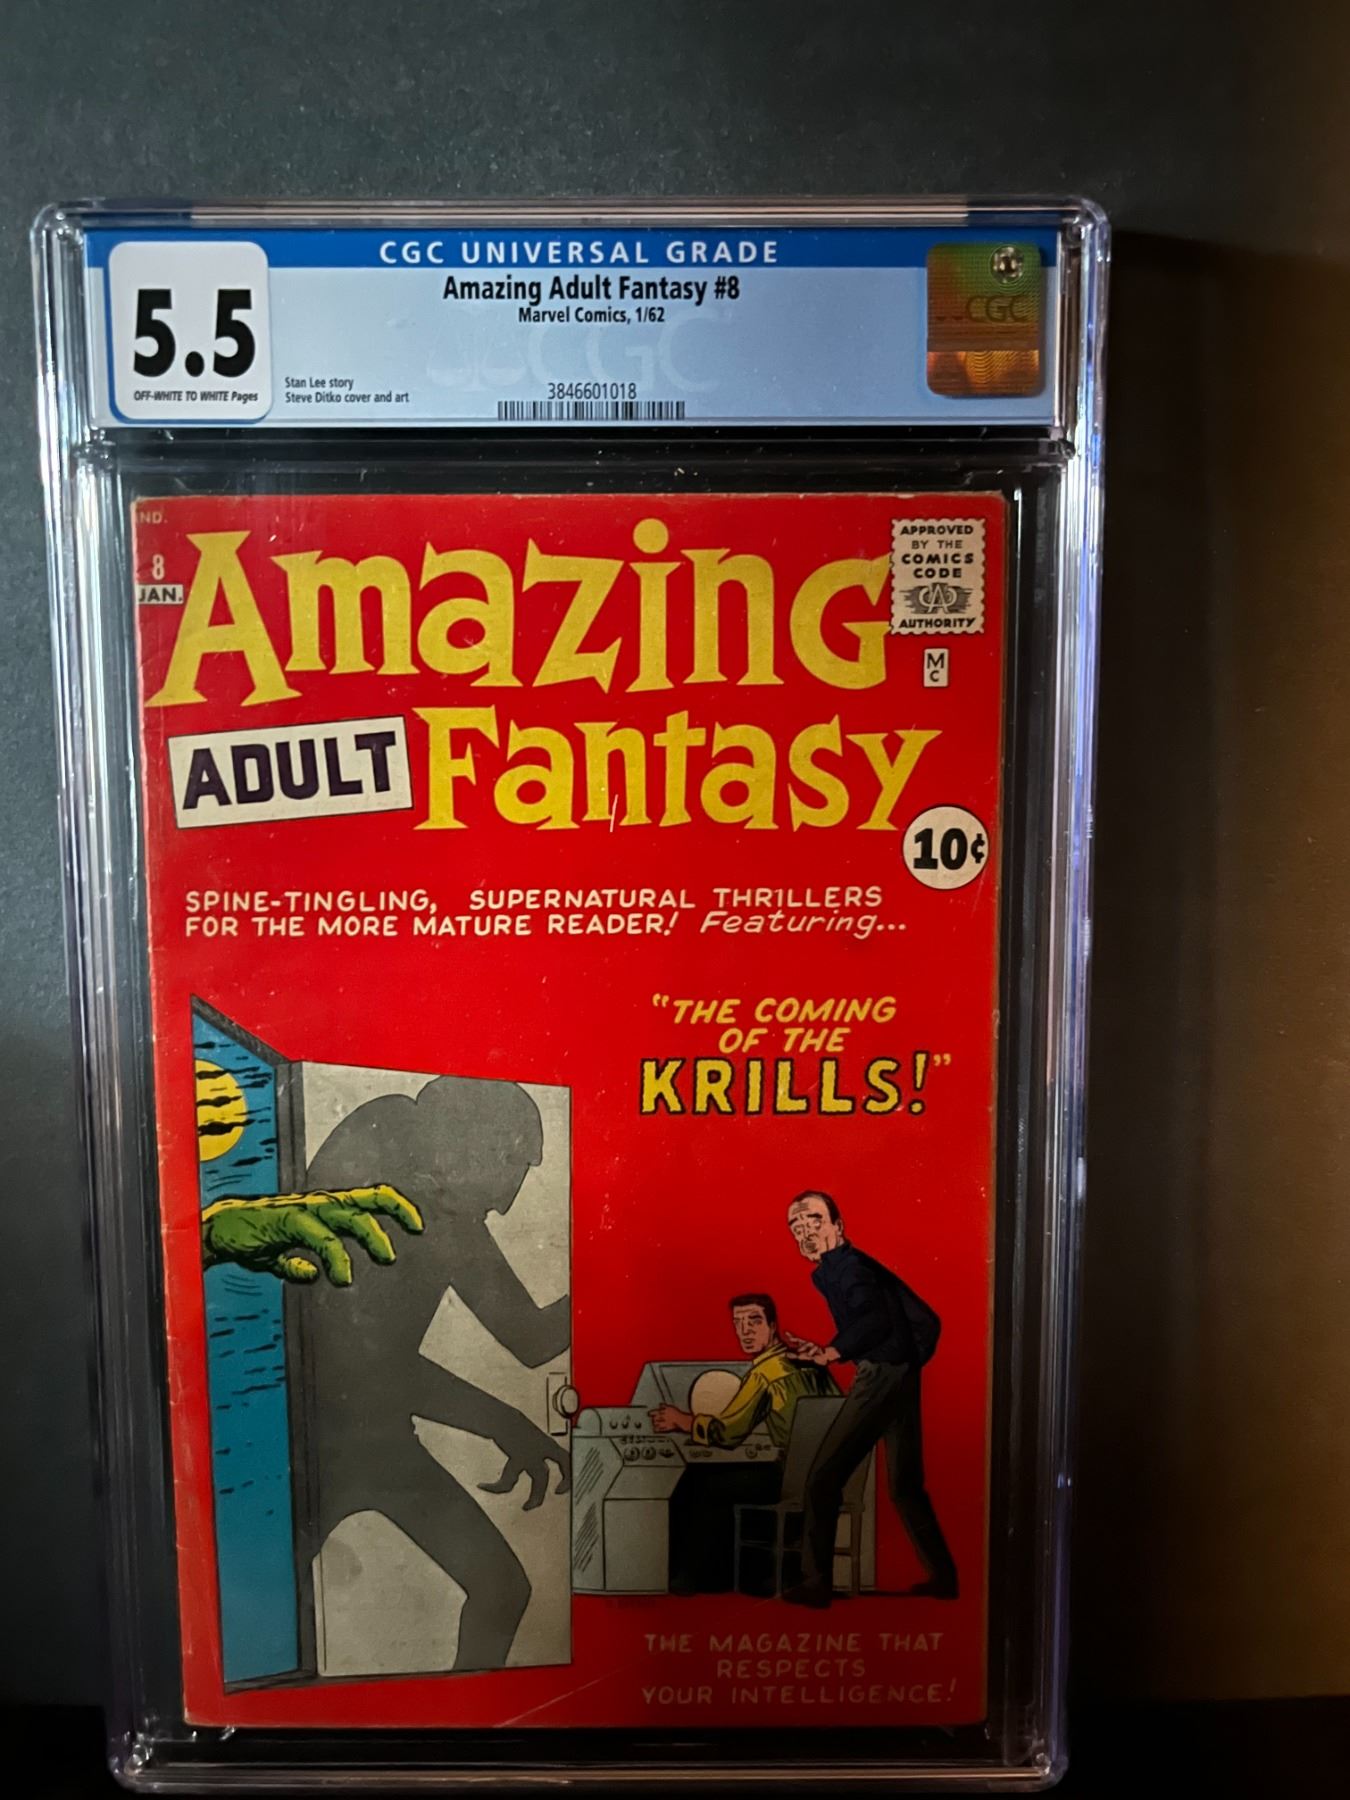 CGC UNIVERSAL GRADE
5.5
OFF-WHITE TO WHITE Pages
Amazing Adult Fantasy #8
Marvel Comics, 1/62
Stan Lee story
Steve Ditko cover and art
3846601018
CGC
CGC
IND.
8
JAN.
Amazing
ADULT Fantasy
APPROVED
BY THE
COMICS
CODE
CA
AUTHORITY
M
C
10¢
SPINE-TINGLING, SUPERNATURAL THRILLERS
FOR THE MORE MATURE READER! Featuring...
"THE COMING
OF THE
KRILLS!"
THE MAGAZINE THAT
RESPECTS
YOUR INTELLIGENCE!